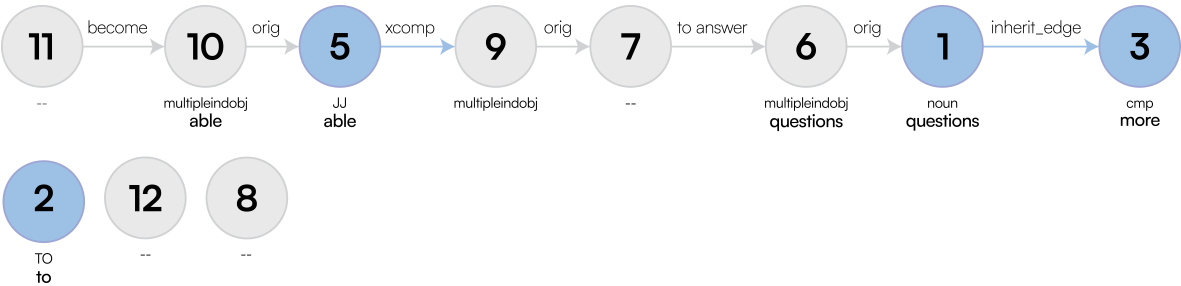 become orig xcomp orig to answer orig inherit_edge
11 10 5 9 7 6 1 3
-- multipleindobj JJ multipleindobj -- multipleindobj noun cmp
able able questions questions more
2 12 8
TO -- --
to